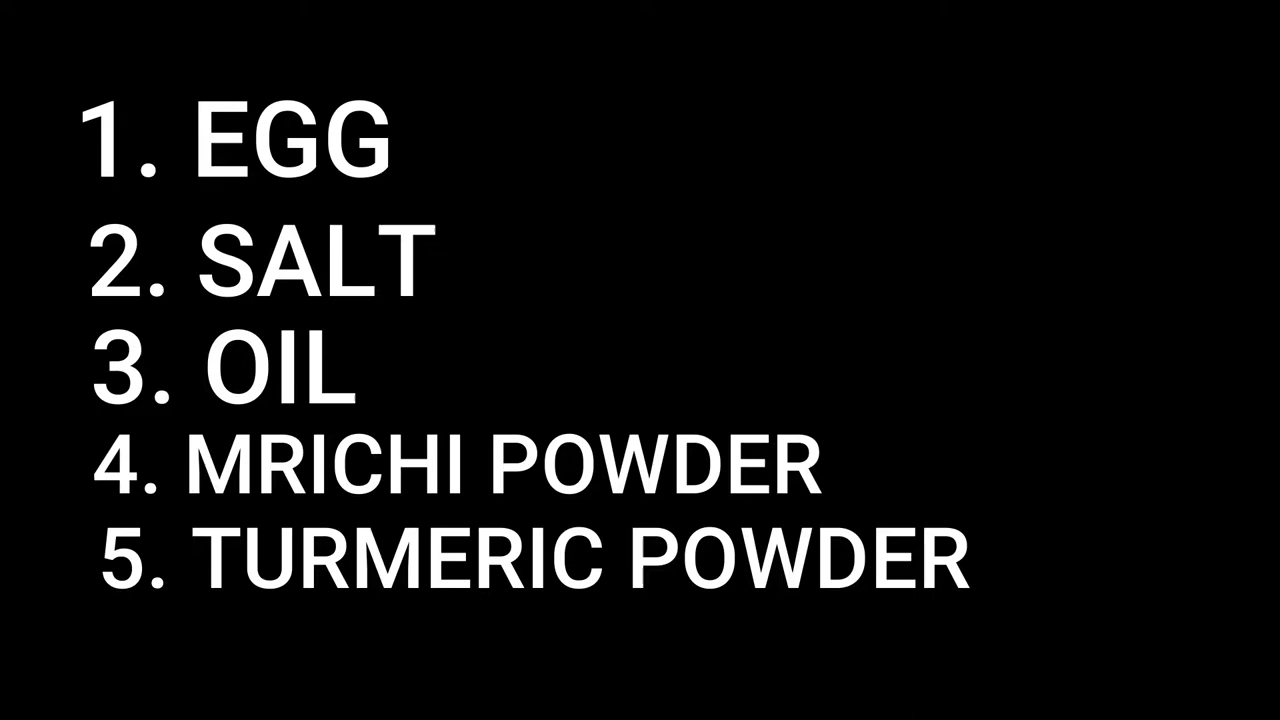 1. EGG
2. SALT
3. OIL
4. MRICHI POWDER
5. TURMERIC POWDER